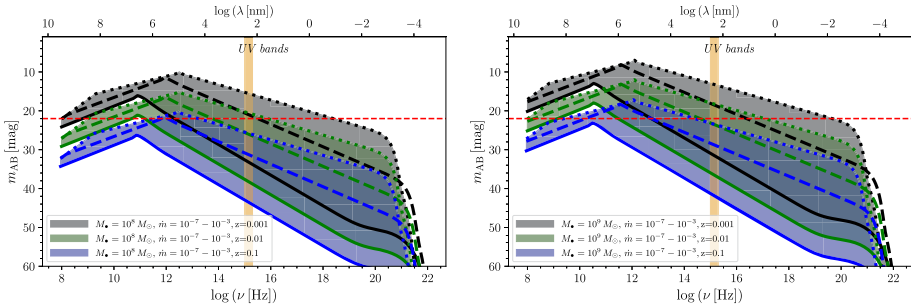 log (λ [nm])
10 8 6 4 2 0 −2 −4
UV bands
m_AB [mag]
10
20
30
40
50
60
M• = 10^8 M⊙, ṁ = 10^−7 − 10^−3, z=0.001
M• = 10^8 M⊙, ṁ = 10^−7 − 10^−3, z=0.01
M• = 10^8 M⊙, ṁ = 10^−7 − 10^−3, z=0.1
8 10 12 14 16 18 20 22
log (ν [Hz])
log (λ [nm])
10 8 6 4 2 0 −2 −4
UV bands
m_AB [mag]
10
20
30
40
50
60
M• = 10^9 M⊙, ṁ = 10^−7 − 10^−3, z=0.001
M• = 10^9 M⊙, ṁ = 10^−7 − 10^−3, z=0.01
M• = 10^9 M⊙, ṁ = 10^−7 − 10^−3, z=0.1
8 10 12 14 16 18 20 22
log (ν [Hz])